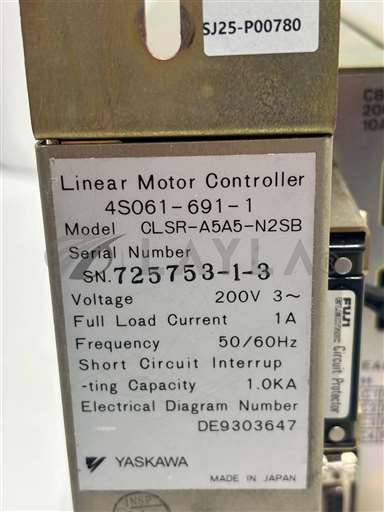 SJ25-P00780
Linear Motor Controller
4S061-691-1
Model CLSR-A5A5-N2SB
Serial Number
SN.725753-1-3
Voltage 200V 3~
Full Load Current 1A
Frequency 50/60Hz
Short Circuit Interrup
-ting Capacity 1.0KA
Electrical Diagram Number
DE9303647
YASKAWA
MADE IN JAPAN
INSP
FUJI
Circuit Protector